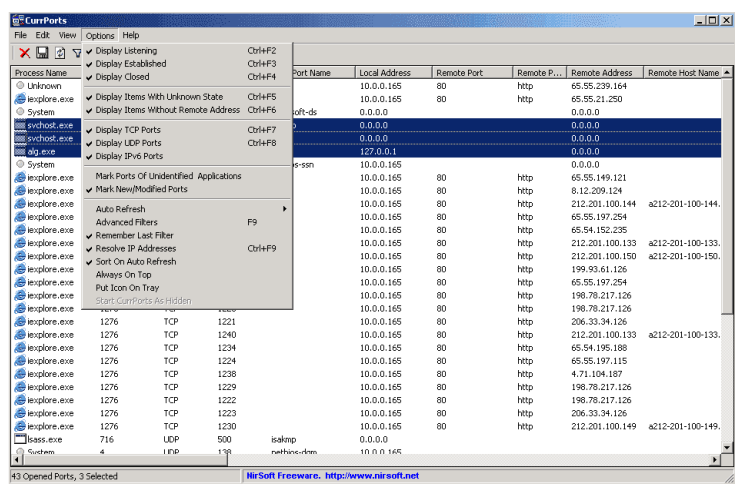 CurrPorts
File Edit View Options Help
Process Name Port Name Local Address Remote Port Remote P... Remote Address Remote Host Name
Display Listening Ctrl+F2
Display Established Ctrl+F3
Display Closed Ctrl+F4
Display Items With Unknown State Ctrl+F5
Display Items Without Remote Address Ctrl+F6
Display TCP Ports Ctrl+F7
Display UDP Ports Ctrl+F8
Display IPv6 Ports
Mark Ports Of Unidentified Applications
Mark New/Modified Ports
Auto Refresh
Advanced Filters F9
Remember Last Filter
Resolve IP Addresses Ctrl+F9
Sort On Auto Refresh
Always On Top
Put Icon On Tray
Start CurrPorts As Hidden
Unknown 10.0.0.165 80 http 65.55.239.164
iexplore.exe 10.0.0.165 80 http 65.55.21.250
System oft-ds 0.0.0.0 0.0.0.0
svchost.exe 0.0.0.0 0.0.0.0
svchost.exe 0.0.0.0 0.0.0.0
alg.exe 127.0.0.1 0.0.0.0
System s-ssn 10.0.0.165 0.0.0.0
iexplore.exe 10.0.0.165 80 http 65.55.149.121
iexplore.exe 10.0.0.165 80 http 8.12.209.124
iexplore.exe 10.0.0.165 80 http 212.201.100.144 a212-201-100-144.
iexplore.exe 10.0.0.165 80 http 65.55.197.254
iexplore.exe 10.0.0.165 80 http 65.54.152.235
iexplore.exe 10.0.0.165 80 http 212.201.100.133 a212-201-100-133.
iexplore.exe 10.0.0.165 80 http 212.201.100.150 a212-201-100-150.
iexplore.exe 10.0.0.165 80 http 199.93.61.126
iexplore.exe 10.0.0.165 80 http 65.55.197.254
iexplore.exe 10.0.0.165 80 http 198.78.217.126
iexplore.exe 1276 TCP 10.0.0.165 80 http 198.78.217.126
iexplore.exe 1276 TCP 1221 10.0.0.165 80 http 206.33.34.126
iexplore.exe 1276 TCP 1240 10.0.0.165 80 http 212.201.100.133 a212-201-100-133.
iexplore.exe 1276 TCP 1234 10.0.0.165 80 http 65.54.195.188
iexplore.exe 1276 TCP 1224 10.0.0.165 80 http 65.55.197.115
iexplore.exe 1276 TCP 1238 10.0.0.165 80 http 4.71.104.187
iexplore.exe 1276 TCP 1229 10.0.0.165 80 http 198.78.217.126
iexplore.exe 1276 TCP 1222 10.0.0.165 80 http 198.78.217.126
iexplore.exe 1276 TCP 1223 10.0.0.165 80 http 206.33.34.126
iexplore.exe 1276 TCP 1230 10.0.0.165 80 http 212.201.100.149 a212-201-100-149.
lsass.exe 716 UDP 500 isakmp 0.0.0.0
System 4 UDP 138 netbios-dgm 10.0.0.165
43 Opened Ports, 3 Selected NirSoft Freeware. http://www.nirsoft.net